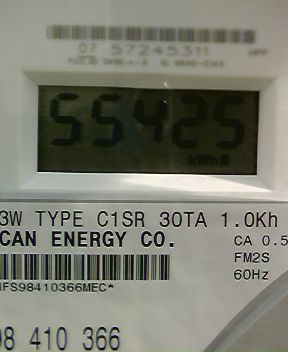 07 57245311
55425
kWh
3W TYPE C1SR 30TA 1.0Kh
CAN ENERGY CO.
CA 0.5
FM2S
60Hz
NFS98410366MEC*
98 410 366